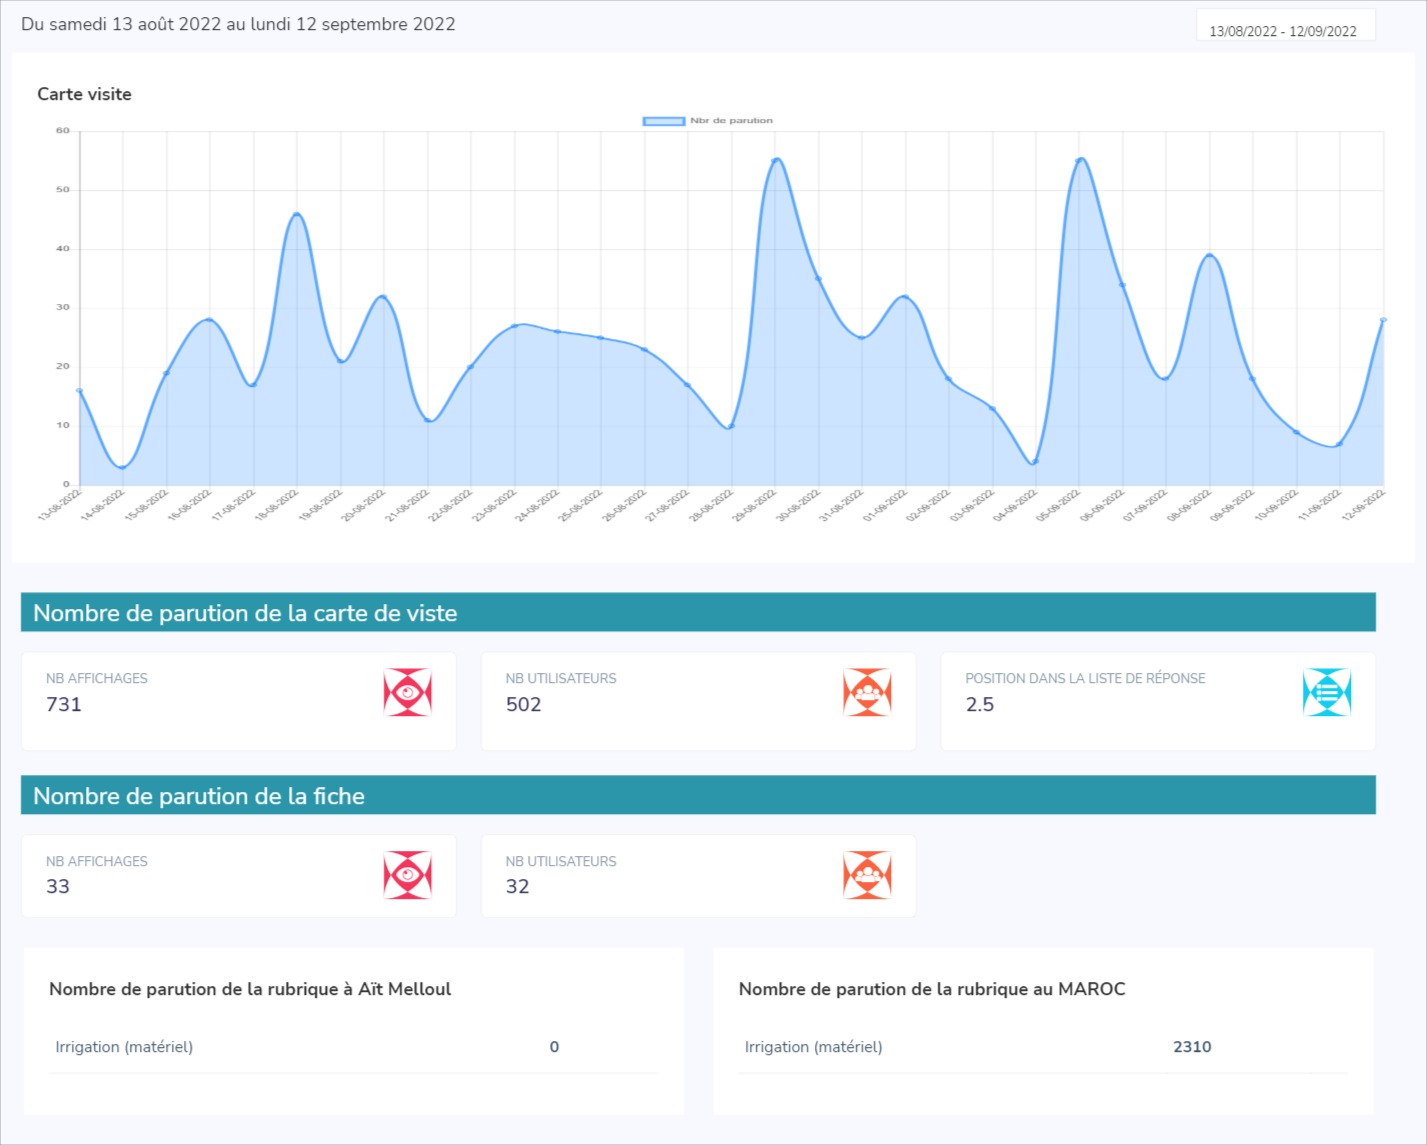 Du samedi 13 août 2022 au lundi 12 septembre 2022
13/08/2022 - 12/09/2022
Carte visite
Nbr de parution
60
50
40
30
20
10
0
13-08-2022
14-08-2022
15-08-2022
16-08-2022
17-08-2022
18-08-2022
19-08-2022
20-08-2022
21-08-2022
22-08-2022
23-08-2022
24-08-2022
25-08-2022
26-08-2022
27-08-2022
28-08-2022
29-08-2022
30-08-2022
31-08-2022
01-09-2022
02-09-2022
03-09-2022
04-09-2022
05-09-2022
06-09-2022
07-09-2022
08-09-2022
09-09-2022
10-09-2022
11-09-2022
12-09-2022
Nombre de parution de la carte de viste
NB AFFICHAGES
731
NB UTILISATEURS
502
POSITION DANS LA LISTE DE RÉPONSE
2.5
Nombre de parution de la fiche
NB AFFICHAGES
33
NB UTILISATEURS
32
Nombre de parution de la rubrique à Aït Melloul
Irrigation (matériel) 0
Nombre de parution de la rubrique au MAROC
Irrigation (matériel) 2310